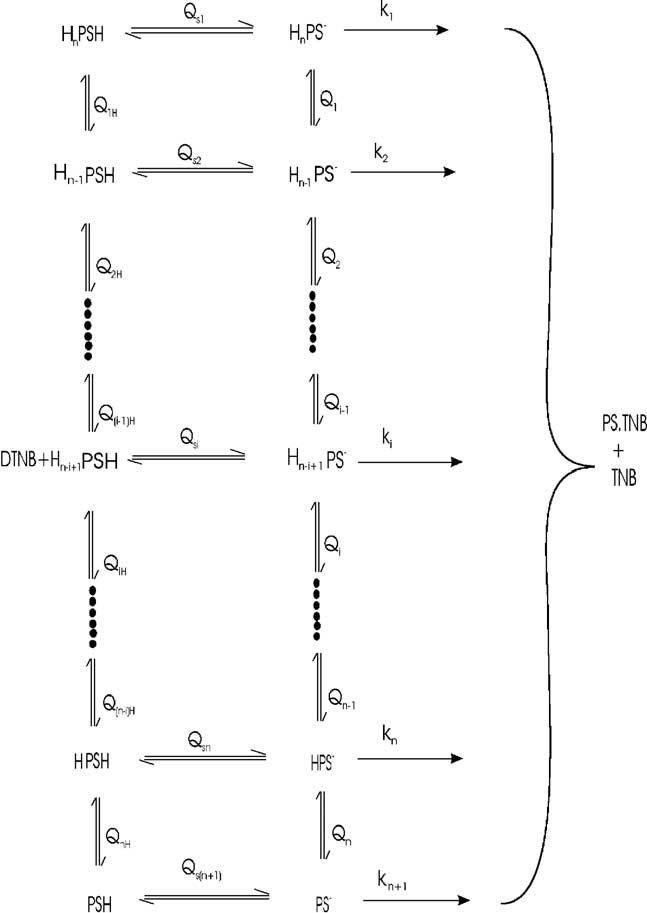 HₙPSH Qₛ₁ HₙPS⁻ k₁
Q₁H Q₁
Hₙ₋₁PSH Qₛ₂ Hₙ₋₁PS⁻ k₂
Q₂H Q₂
Q₍ᵢ₋₁₎H Qᵢ₋₁
DTNB+Hₙ₋ᵢ₊₁PSH Qₛᵢ Hₙ₋ᵢ₊₁PS⁻ kᵢ
PS.TNB
+
TNB
QᵢH Qᵢ
Q₍ₙ₋ᵢ₎H Qₙ₋₁
HPSH Qₛₙ HPS⁻ kₙ
QₙH Qₙ
PSH Qₛ₍ₙ₊₁₎ PS⁻ kₙ₊₁